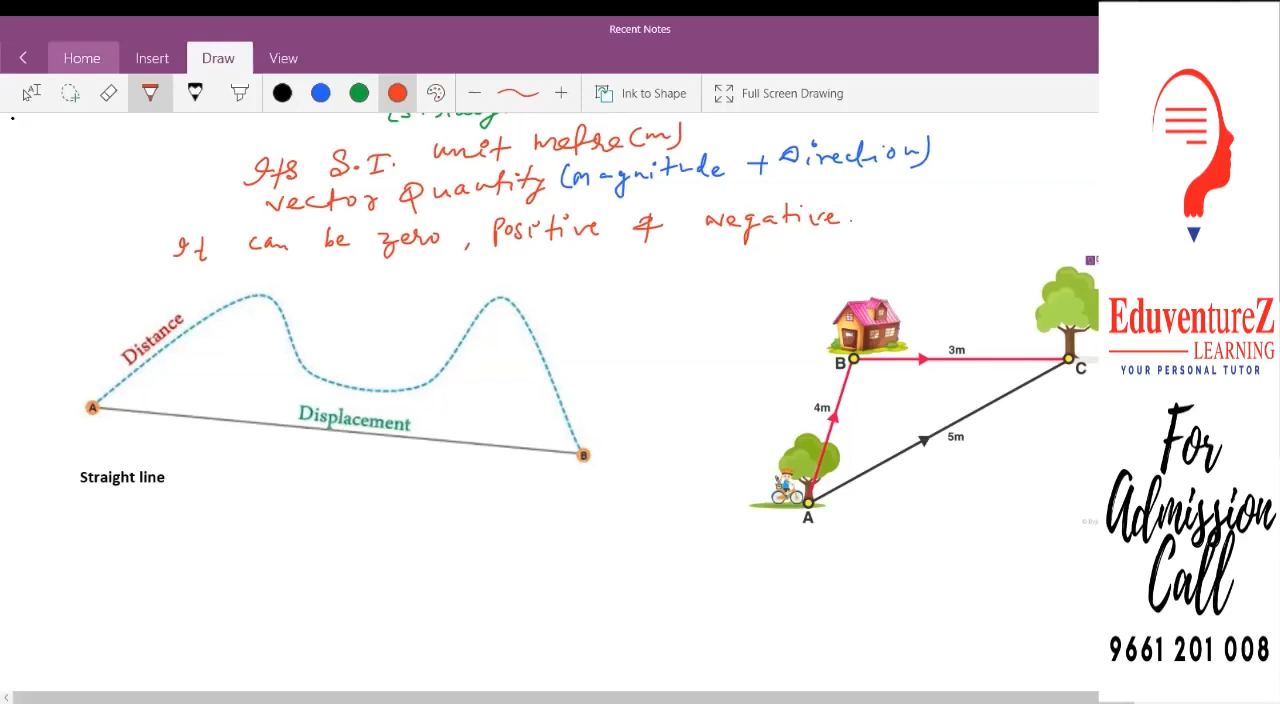 Recent Notes
Home Insert Draw View
Ink to Shape Full Screen Drawing
Its S.I. unit metre(m)
vector Quantity (magnitude + Direction)
It can be zero, positive & negative.
Distance
A
Displacement
B
Straight line
B
3m
C
4m
5m
A
EduventureZ
LEARNING
YOUR PERSONAL TUTOR
For
Admission
Call
9661 201 008